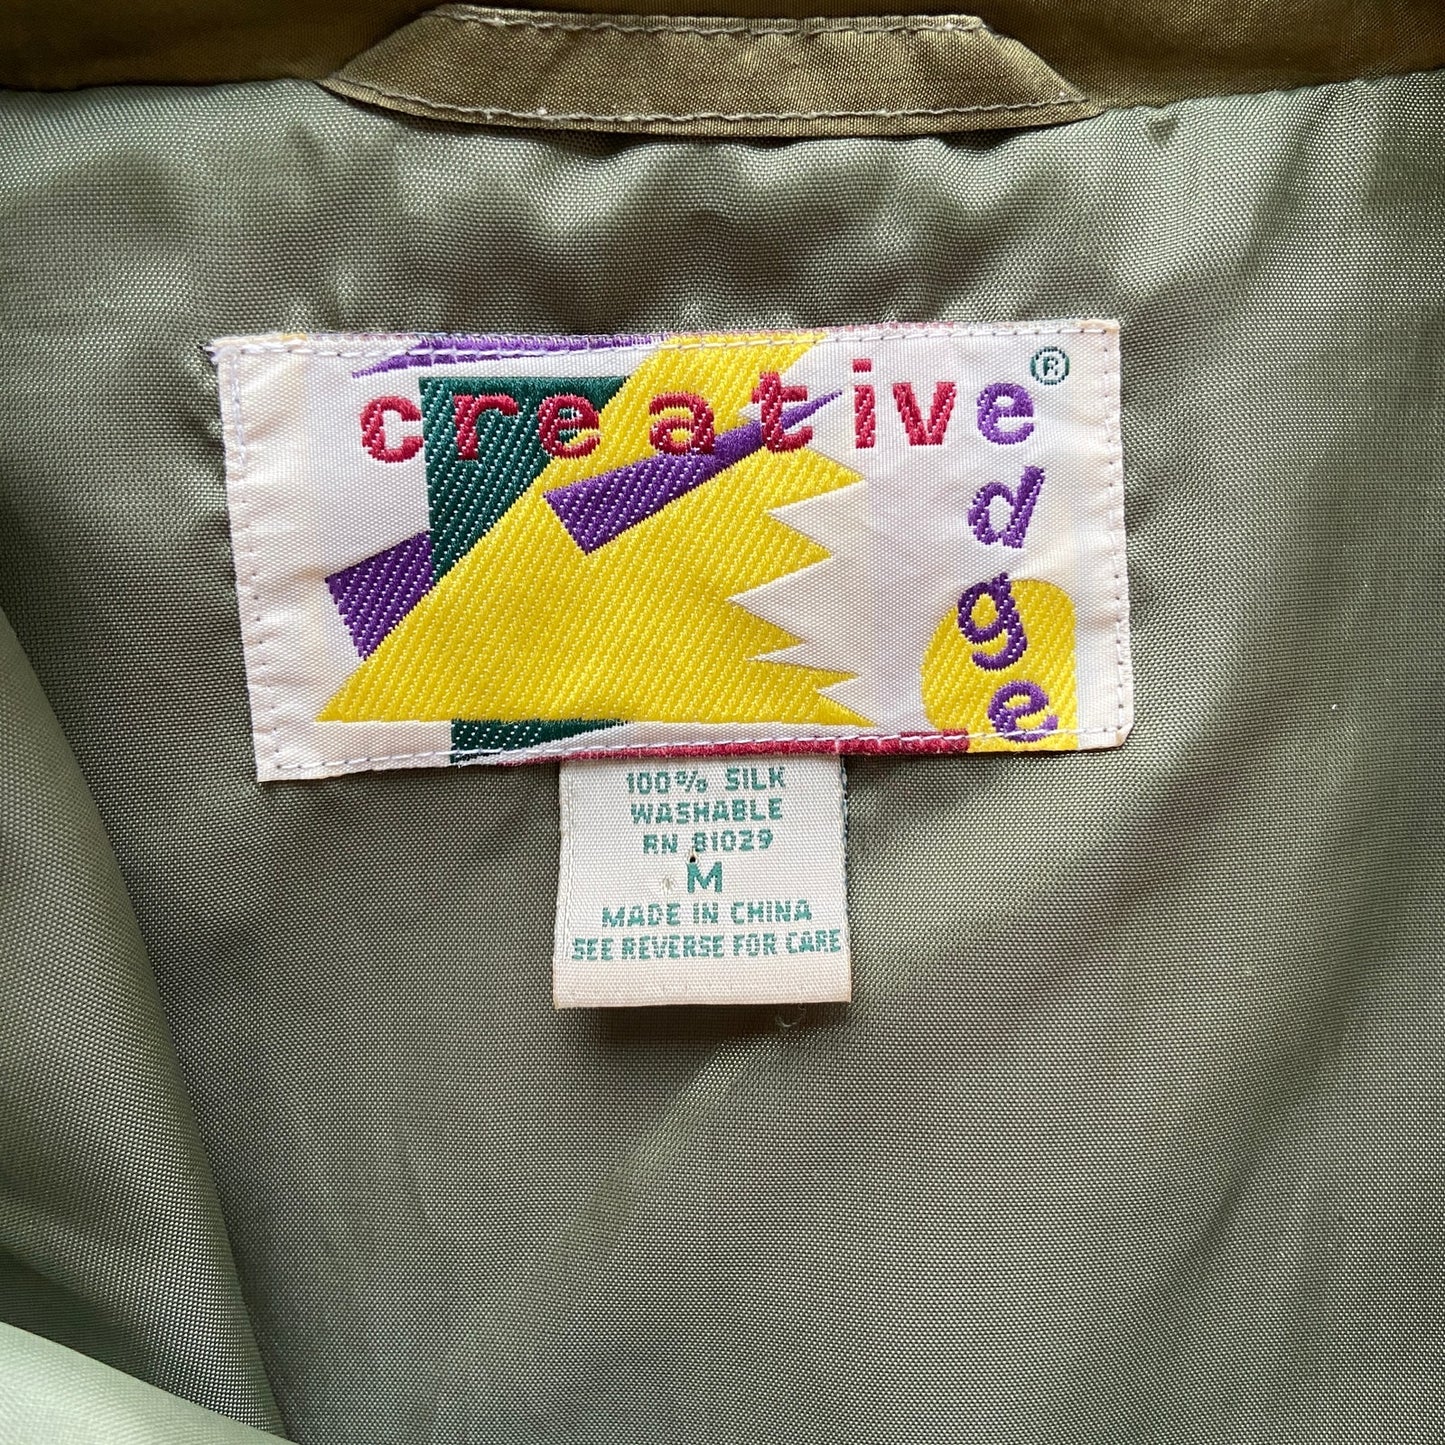 creative®
edge
100% SILK
WASHABLE
RN 81029
M
MADE IN CHINA
SEE REVERSE FOR CARE